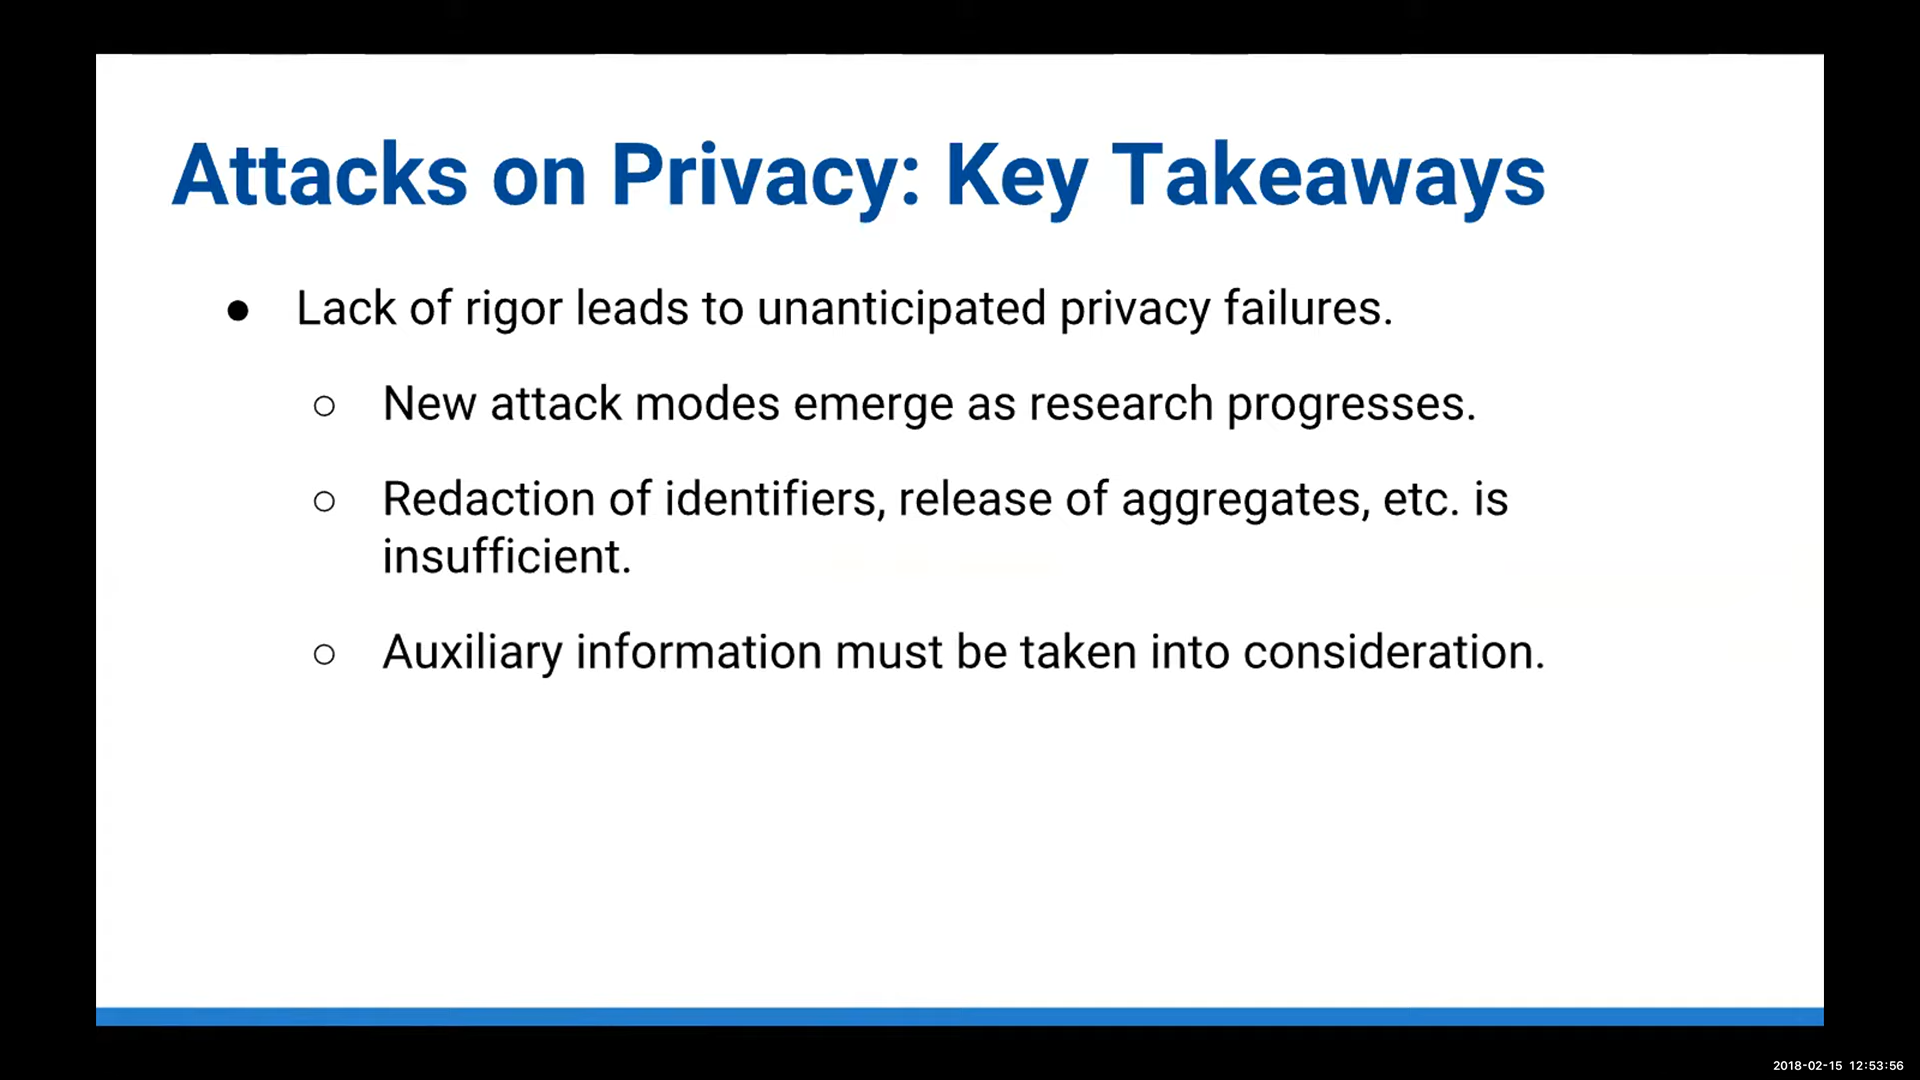 Attacks on Privacy: Key Takeaways
● Lack of rigor leads to unanticipated privacy failures.
○ New attack modes emerge as research progresses.
○ Redaction of identifiers, release of aggregates, etc. is
insufficient.
○ Auxiliary information must be taken into consideration.
2018-02-15 12:53:56